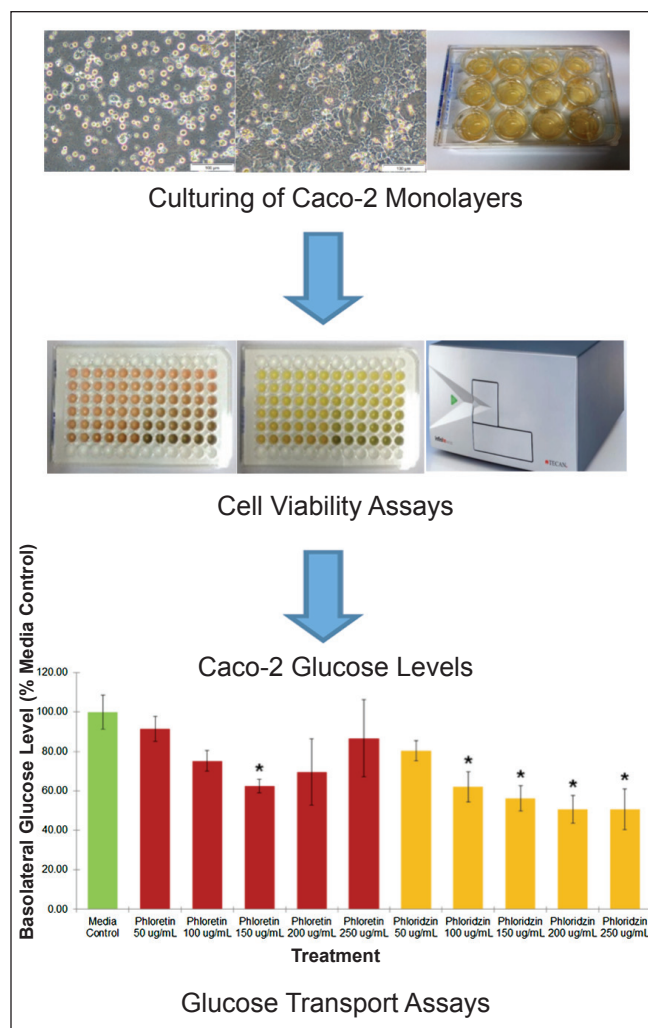 Culturing of Caco-2 Monolayers
TECAN
Cell Viability Assays
Caco-2 Glucose Levels
Basolateral Glucose Level (% Media Control)
120.00
100.00
80.00
60.00
40.00
20.00
0.00
*
*
*
*
*
Media Control
Phloretin 50 ug/mL
Phloretin 100 ug/mL
Phloretin 150 ug/mL
Phloretin 200 ug/mL
Phloretin 250 ug/mL
Phloridzin 50 ug/mL
Phloridzin 100 ug/mL
Phloridzin 150 ug/mL
Phloridzin 200 ug/mL
Phloridzin 250 ug/mL
Treatment
Glucose Transport Assays